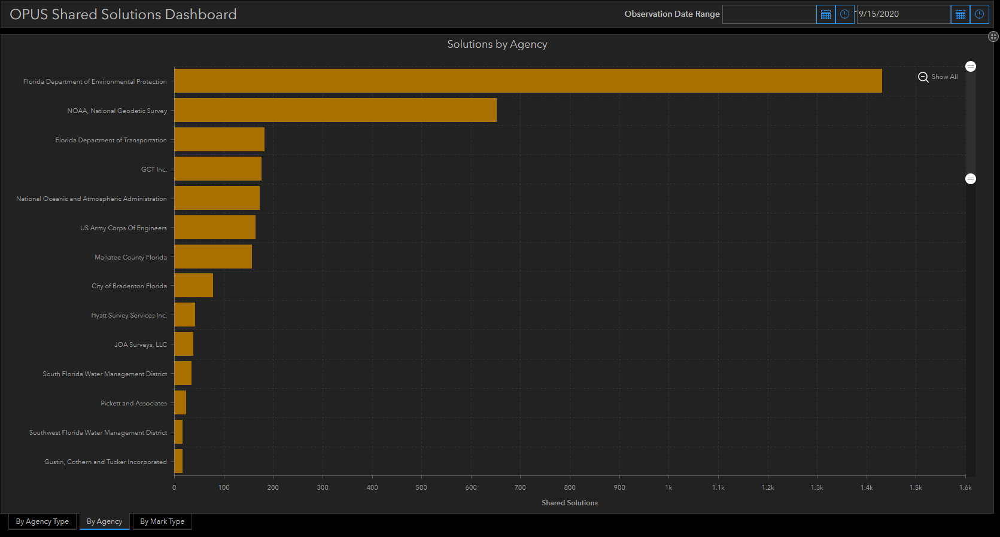 OPUS Shared Solutions Dashboard
Observation Date Range - 9/15/2020
Solutions by Agency
Show All
Florida Department of Environmental Protection
NOAA, National Geodetic Survey
Florida Department of Transportation
GCT Inc.
National Oceanic and Atmospheric Administration
US Army Corps Of Engineers
Manatee County Florida
City of Bradenton Florida
Hyatt Survey Services Inc.
JOA Surveys, LLC
South Florida Water Management District
Pickett and Associates
Southwest Florida Water Management District
Gustin, Cothern and Tucker Incorporated
0 100 200 300 400 500 600 700 800 900 1k 1.1k 1.2k 1.3k 1.4k 1.5k 1.6k
Shared Solutions
By Agency Type By Agency By Mark Type